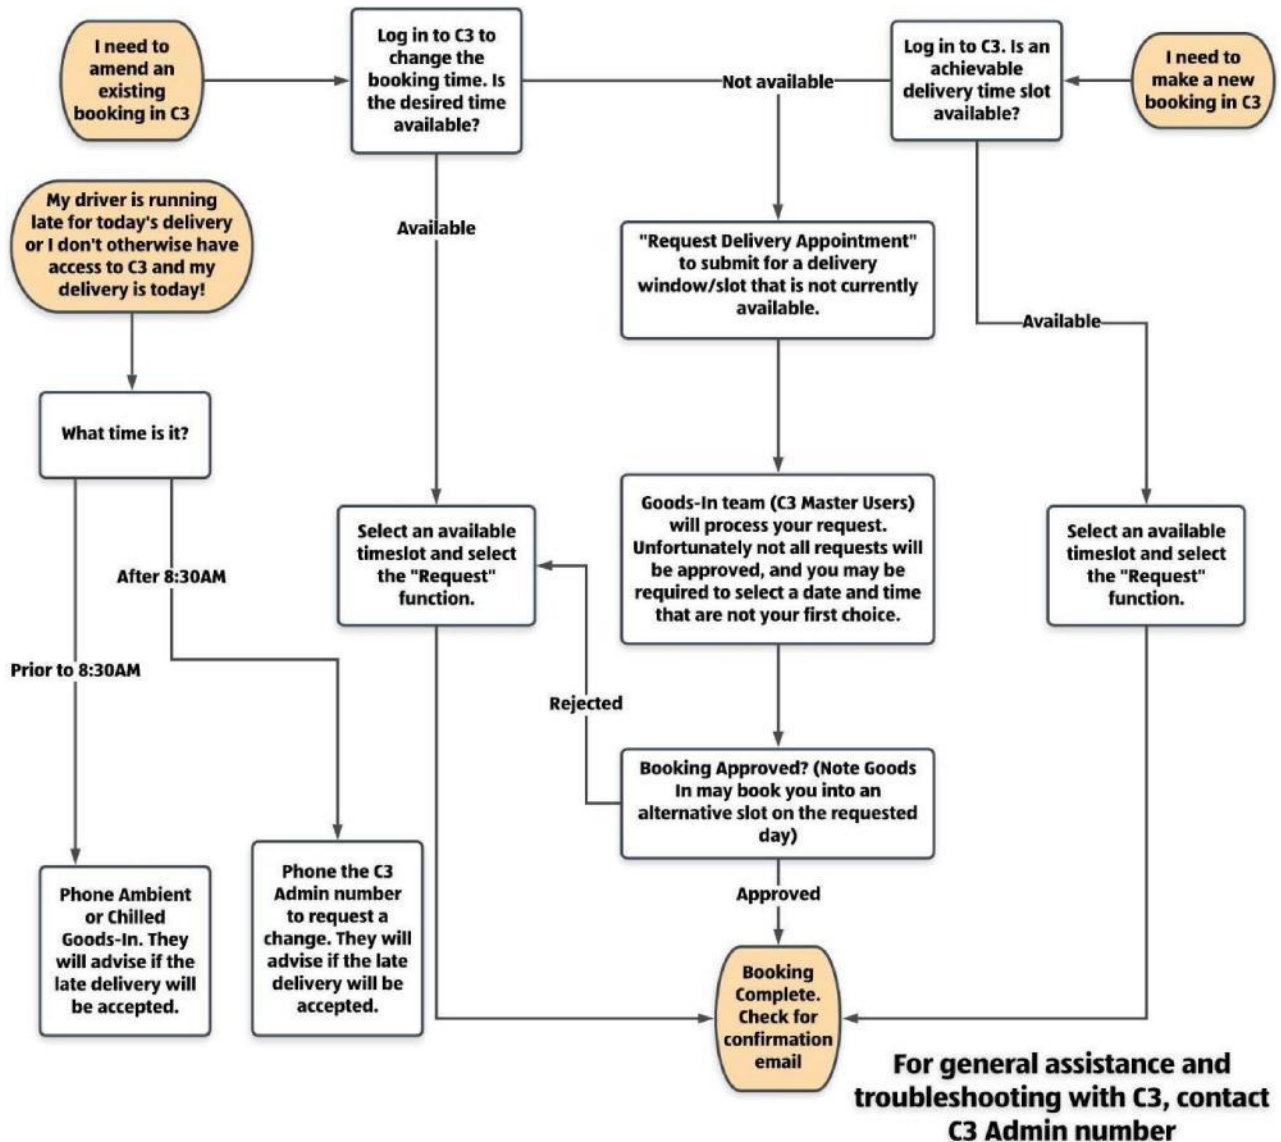 I need to
amend an
existing
booking in C3
Log in to C3 to
change the
booking time. Is
the desired time
available?
Not available
Log in to C3. Is an
achievable
delivery time slot
available?
I need to
make a new
booking in C3
My driver is running
late for today's delivery
or I don't otherwise have
access to C3 and my
delivery is today!
Available
"Request Delivery Appointment"
to submit for a delivery
window/slot that is not currently
available.
Available
What time is it?
Goods-In team (C3 Master Users)
will process your request.
Unfortunately not all requests will
be approved, and you may be
required to select a date and time
that are not your first choice.
Select an available
timeslot and select
the "Request"
function.
Select an available
timeslot and select
the "Request"
function.
After 8:30AM
Prior to 8:30AM
Rejected
Booking Approved? (Note Goods
In may book you into an
alternative slot on the requested
day)
Phone Ambient
or Chilled
Goods-In. They
will advise if the
late delivery will
be accepted.
Phone the C3
Admin number
to request a
change. They will
advise if the late
delivery will be
accepted.
Approved
Booking
Complete.
Check for
confirmation
email
For general assistance and
troubleshooting with C3, contact
C3 Admin number